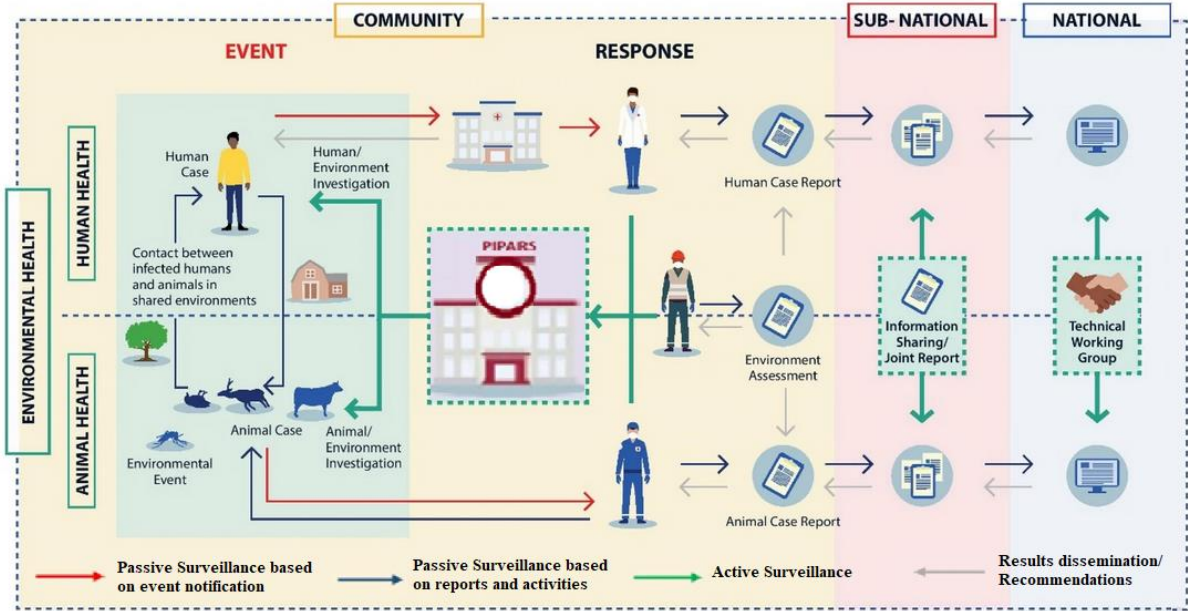 COMMUNITY
SUB- NATIONAL
NATIONAL
EVENT
RESPONSE
ENVIRONMENTAL HEALTH
HUMAN HEALTH
ANIMAL HEALTH
Human
Case
Human/
Environment
Investigation
Contact between
infected humans
and animals in
shared environments
PIPAIRS
Human Case Report
Environment
Assessment
Information
Sharing/
Joint Report
Technical
Working
Group
Animal Case
Environmental
Event
Animal/
Environment
Investigation
Animal Case Report
Passive Surveillance based
on event notification
Passive Surveillance based
on reports and activities
Active Surveillance
Results dissemination/
Recommendations